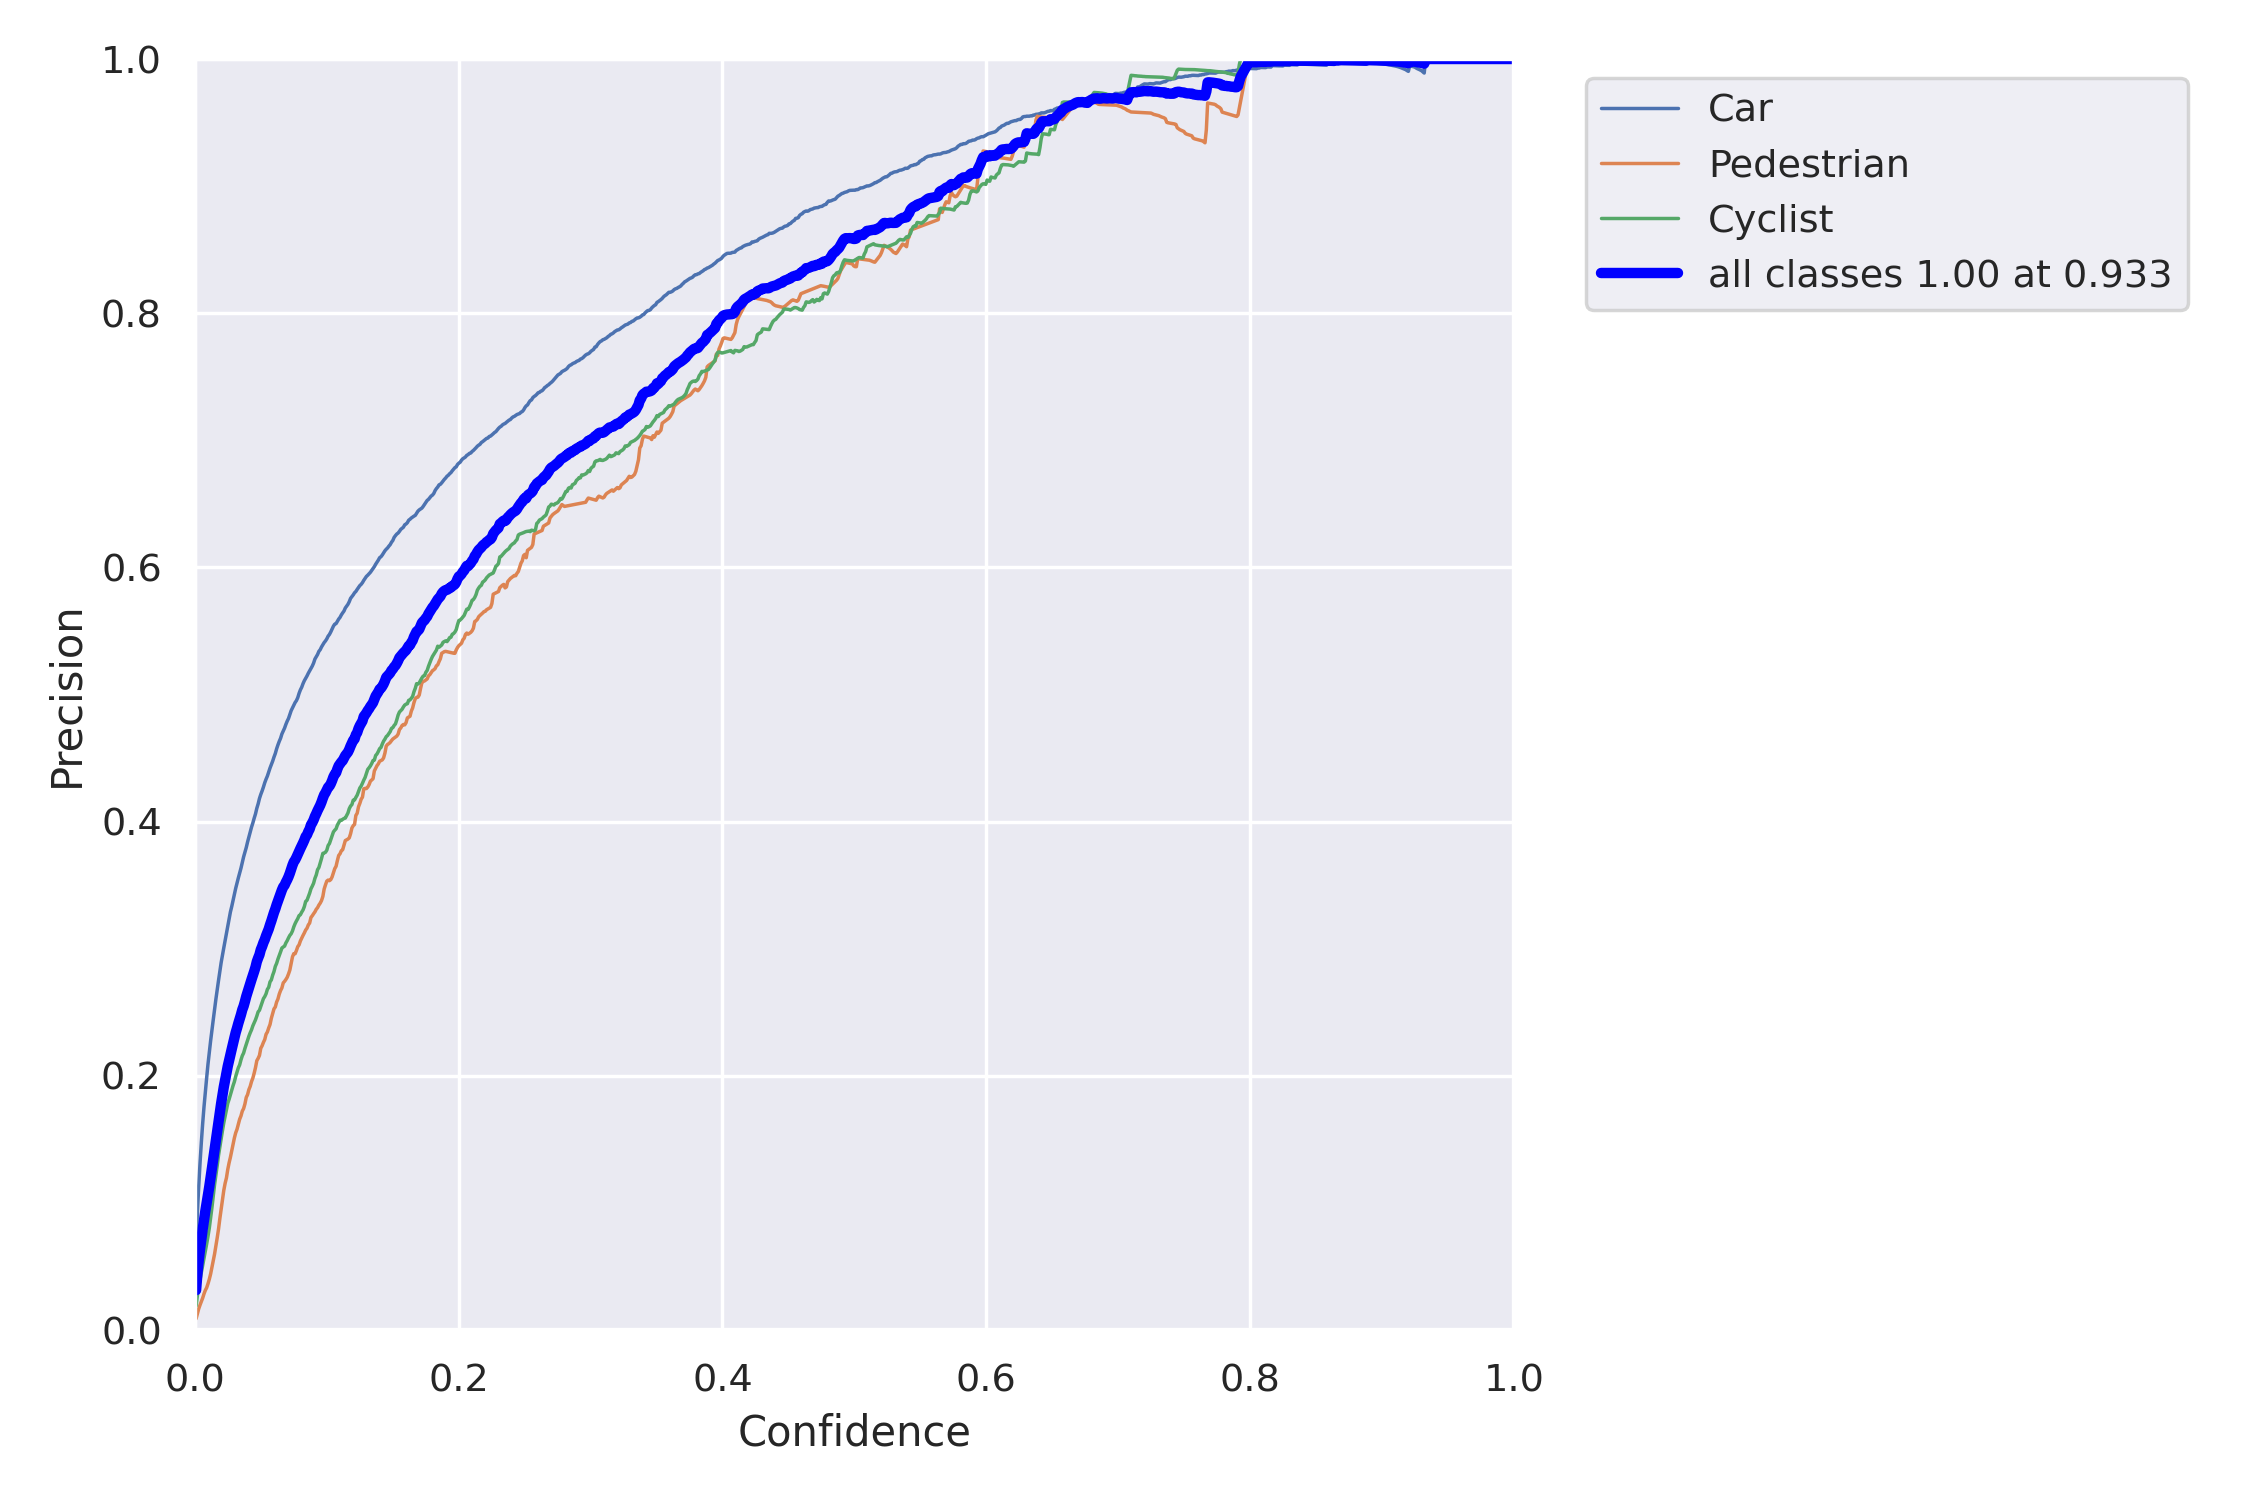 1.0
0.8
0.6
0.4
0.2
0.0
Precision
0.0 0.2 0.4 0.6 0.8 1.0
Confidence
Car
Pedestrian
Cyclist
all classes 1.00 at 0.933